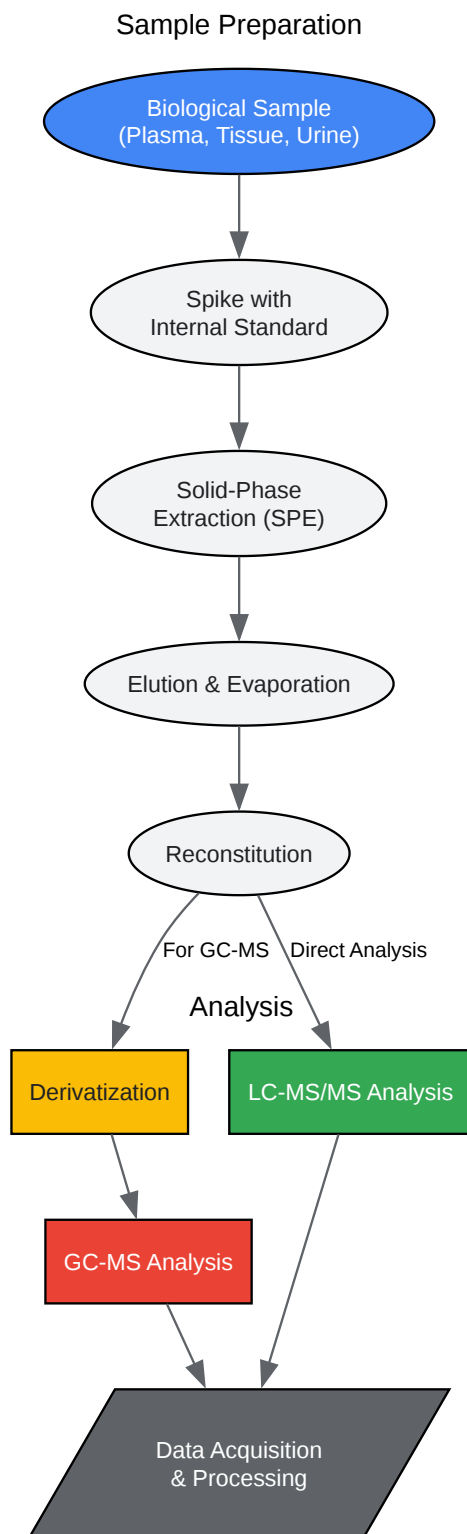 Sample Preparation
Biological Sample
(Plasma, Tissue, Urine)
Spike with
Internal Standard
Solid-Phase
Extraction (SPE)
Elution & Evaporation
Reconstitution
For GC-MS
Direct Analysis
Analysis
Derivatization
LC-MS/MS Analysis
GC-MS Analysis
Data Acquisition
& Processing